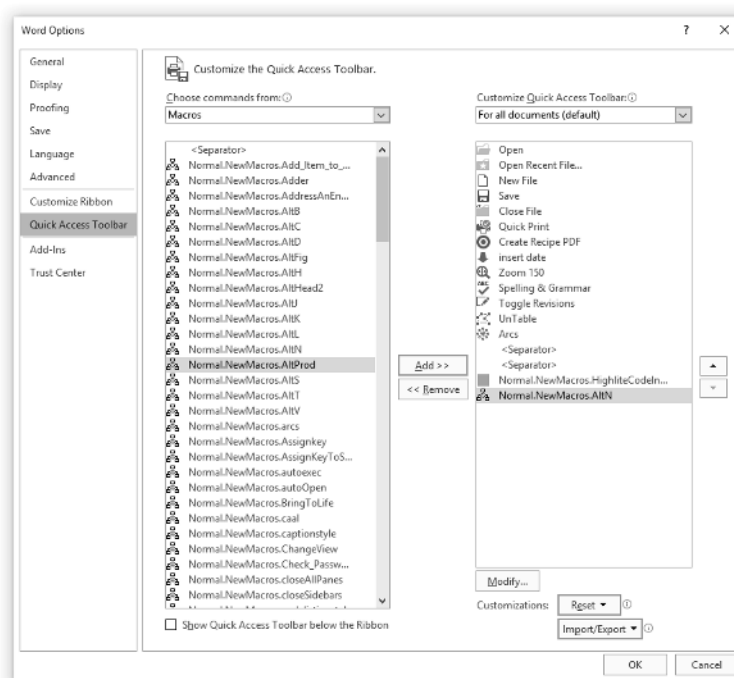 Word Options
? X
General
Display
Proofing
Save
Language
Advanced
Customize Ribbon
Quick Access Toolbar
Add-Ins
Trust Center
Customize the Quick Access Toolbar.
Choose commands from:
Macros
<Separator>
Normal.NewMacros.Add_Item_to_...
Normal.NewMacros.Adder
Normal.NewMacros.AddressAnEn...
Normal.NewMacros.AltB
Normal.NewMacros.AltC
Normal.NewMacros.AltD
Normal.NewMacros.AltFig
Normal.NewMacros.AltH
Normal.NewMacros.AltHead2
Normal.NewMacros.AltJ
Normal.NewMacros.AltK
Normal.NewMacros.AltL
Normal.NewMacros.AltN
Normal.NewMacros.AltProd
Normal.NewMacros.AltS
Normal.NewMacros.AltT
Normal.NewMacros.AltV
Normal.NewMacros.arcs
Normal.NewMacros.Assignkey
Normal.NewMacros.AssignKeyToS...
Normal.NewMacros.autoexec
Normal.NewMacros.autoOpen
Normal.NewMacros.BringToLife
Normal.NewMacros.caal
Normal.NewMacros.captionstyle
Normal.NewMacros.ChangeView
Normal.NewMacros.Check_Passw...
Normal.NewMacros.closeAllPanes
Normal.NewMacros.closeSidebars
Show Quick Access Toolbar below the Ribbon
Add >>
<< Remove
Customize Quick Access Toolbar:
For all documents (default)
Open
Open Recent File...
New File
Save
Close File
Quick Print
Create Recipe PDF
insert date
Zoom 150
Spelling & Grammar
Toggle Revisions
UnTable
Arcs
<Separator>
<Separator>
Normal.NewMacros.HighliteCodeIn...
Normal.NewMacros.AltN
Modify...
Customizations: Reset
Import/Export
OK Cancel